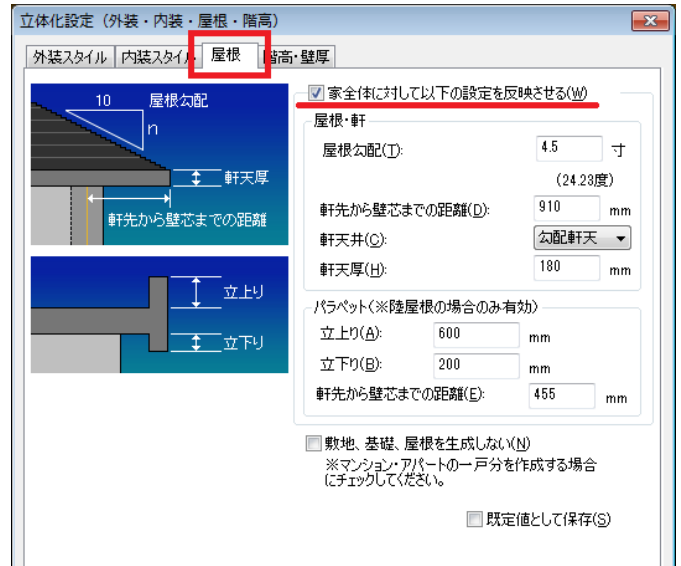 立体化設定（外装・内装・屋根・階高）
外装スタイル 内装スタイル 屋根 階高・壁厚
10 屋根勾配
n
軒天厚
軒先から壁芯までの距離
立上り
立下り
家全体に対して以下の設定を反映させる(W)
屋根・軒
屋根勾配(T): 4.5 寸
(24.23度)
軒先から壁芯までの距離(D): 910 mm
軒天井(C): 勾配軒天
軒天厚(H): 180 mm
パラペット(※陸屋根の場合のみ有効)
立上り(A): 600 mm
立下り(B): 200 mm
軒先から壁芯までの距離(E): 455 mm
敷地、基礎、屋根を生成しない(N)
※マンション・アパートの一戸分を作成する場合
にチェックしてください。
既定値として保存(S)